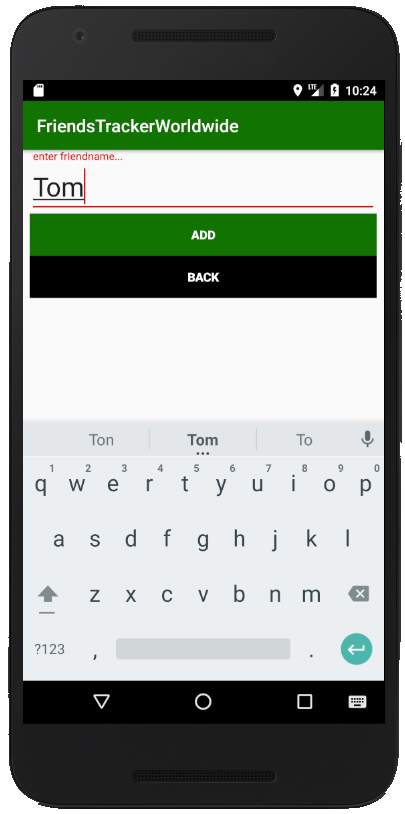 LTE 10:24
FriendsTrackerWorldwide
enter friendname...
Tom
ADD
BACK
Ton Tom To
1 2 3 4 5 6 7 8 9 0
q w e r t y u i o p
a s d f g h j k l
z x c v b n m
?123 , .